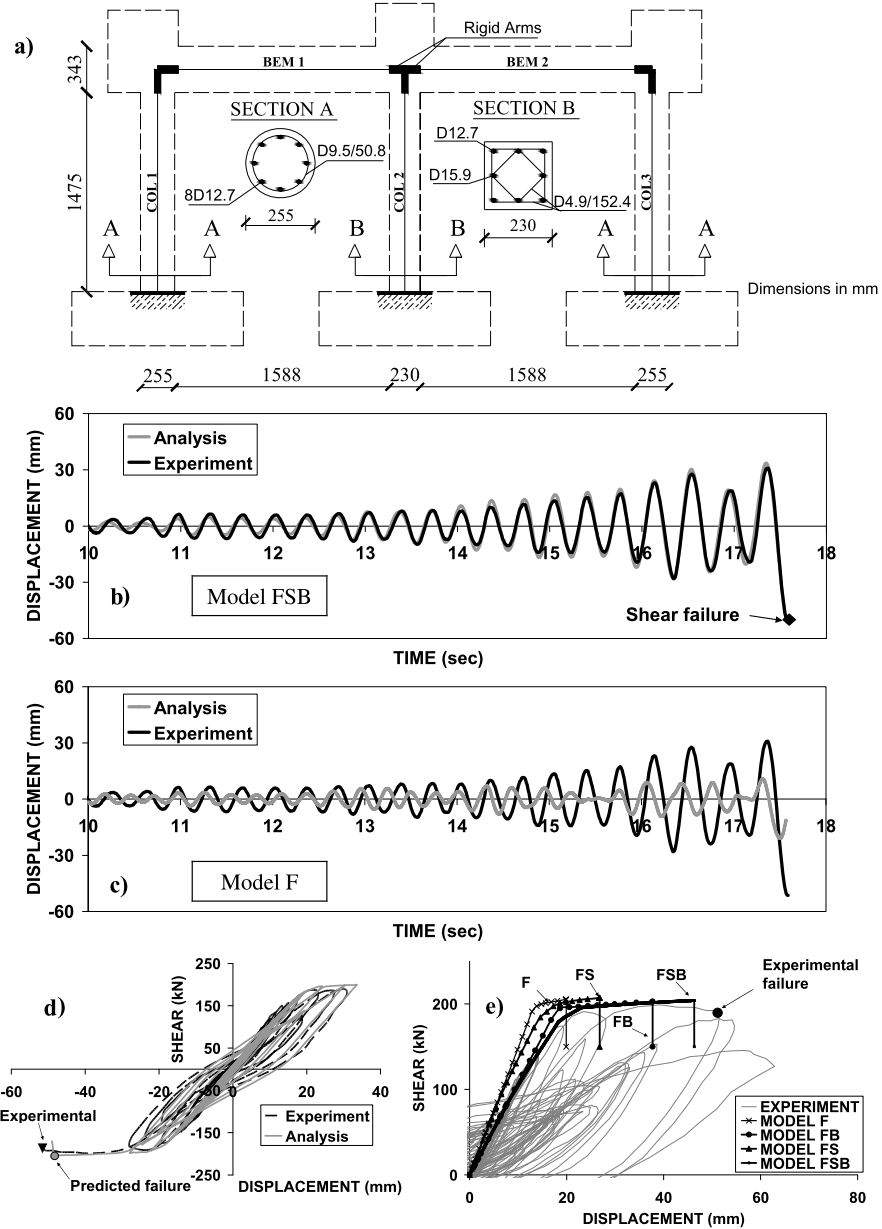 a)
Rigid Arms
343
BEM 1
BEM 2
SECTION A
SECTION B
D12.7
D9.5/50.8
D15.9
1475
COL 1
COL 2
COL3
8D12.7
D4.9/152.4
255
230
A A B B A A
Dimensions in mm
255 1588 230 1588 255
60
30
0
-30
-60
DISPLACEMENT (mm)
Analysis
Experiment
10 11 12 13 14 15 16 17 18
b)
Model FSB
Shear failure
TIME (sec)
60
30
0
-30
-60
DISPLACEMENT (mm)
Analysis
Experiment
10 11 12 13 14 15 16 17 18
c)
Model F
TIME (sec)
d)
SHEAR (kN)
250
150
50
-50
-150
-250
-60 -40 -20 0 20 40
Experimental
Predicted failure
Experiment
Analysis
DISPLACEMENT (mm)
e)
SHEAR (kN)
200
100
0
F
FS
FSB
FB
Experimental
failure
EXPERIMENT
MODEL F
MODEL FB
MODEL FS
MODEL FSB
0 20 40 60 80
DISPLACEMENT (mm)